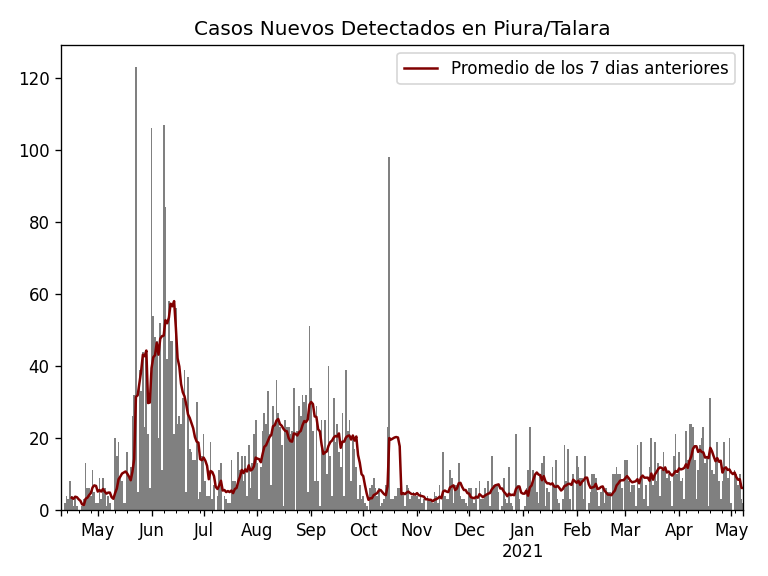 Casos Nuevos Detectados en Piura/Talara
Promedio de los 7 dias anteriores
120
100
80
60
40
20
0
May Jun Jul Aug Sep Oct Nov Dec Jan Feb Mar Apr May
2021